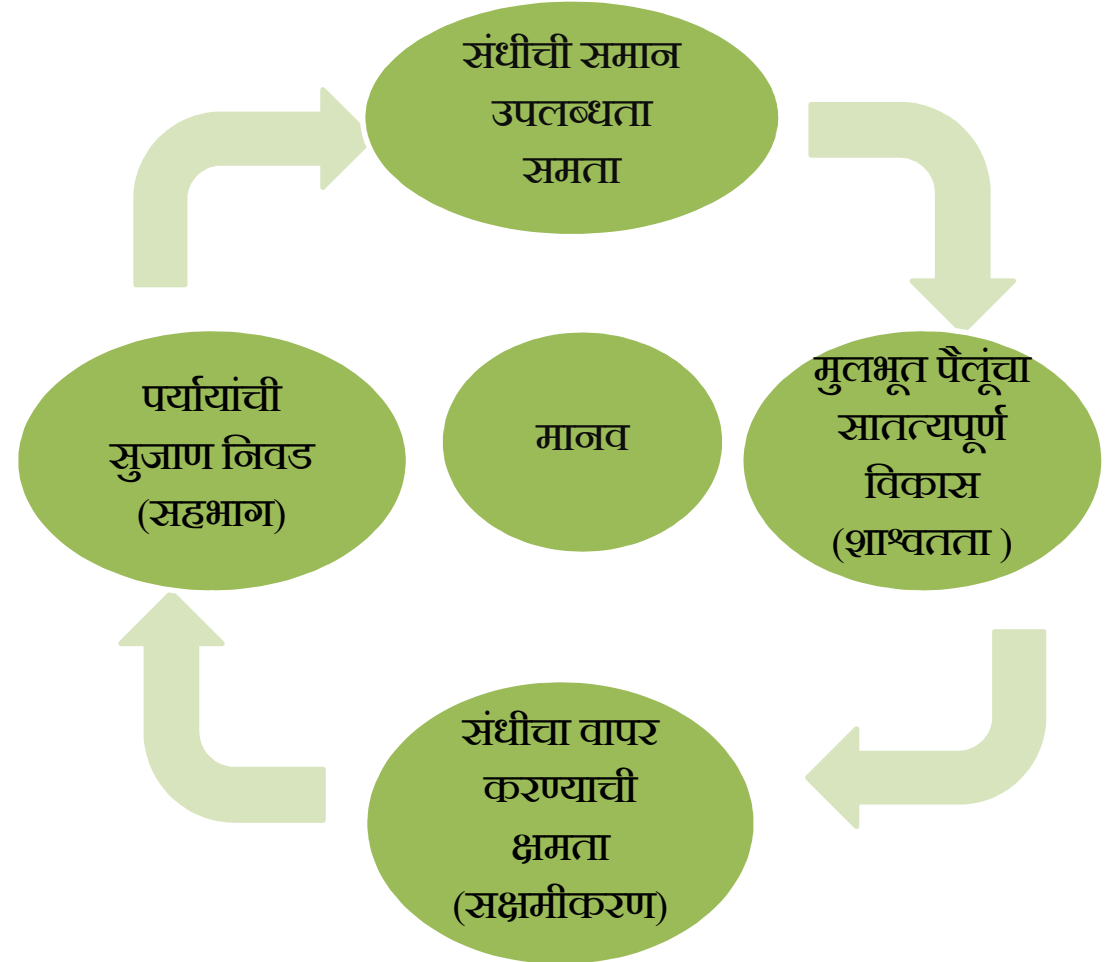 संधीची समान
उपलब्धता
समता
मुलभूत पैलूंचा
सातत्यपूर्ण
विकास
(शाश्वतता )
संधीचा वापर
करण्याची
क्षमता
(सक्षमीकरण)
पर्यायांची
सुजाण निवड
(सहभाग)
मानव